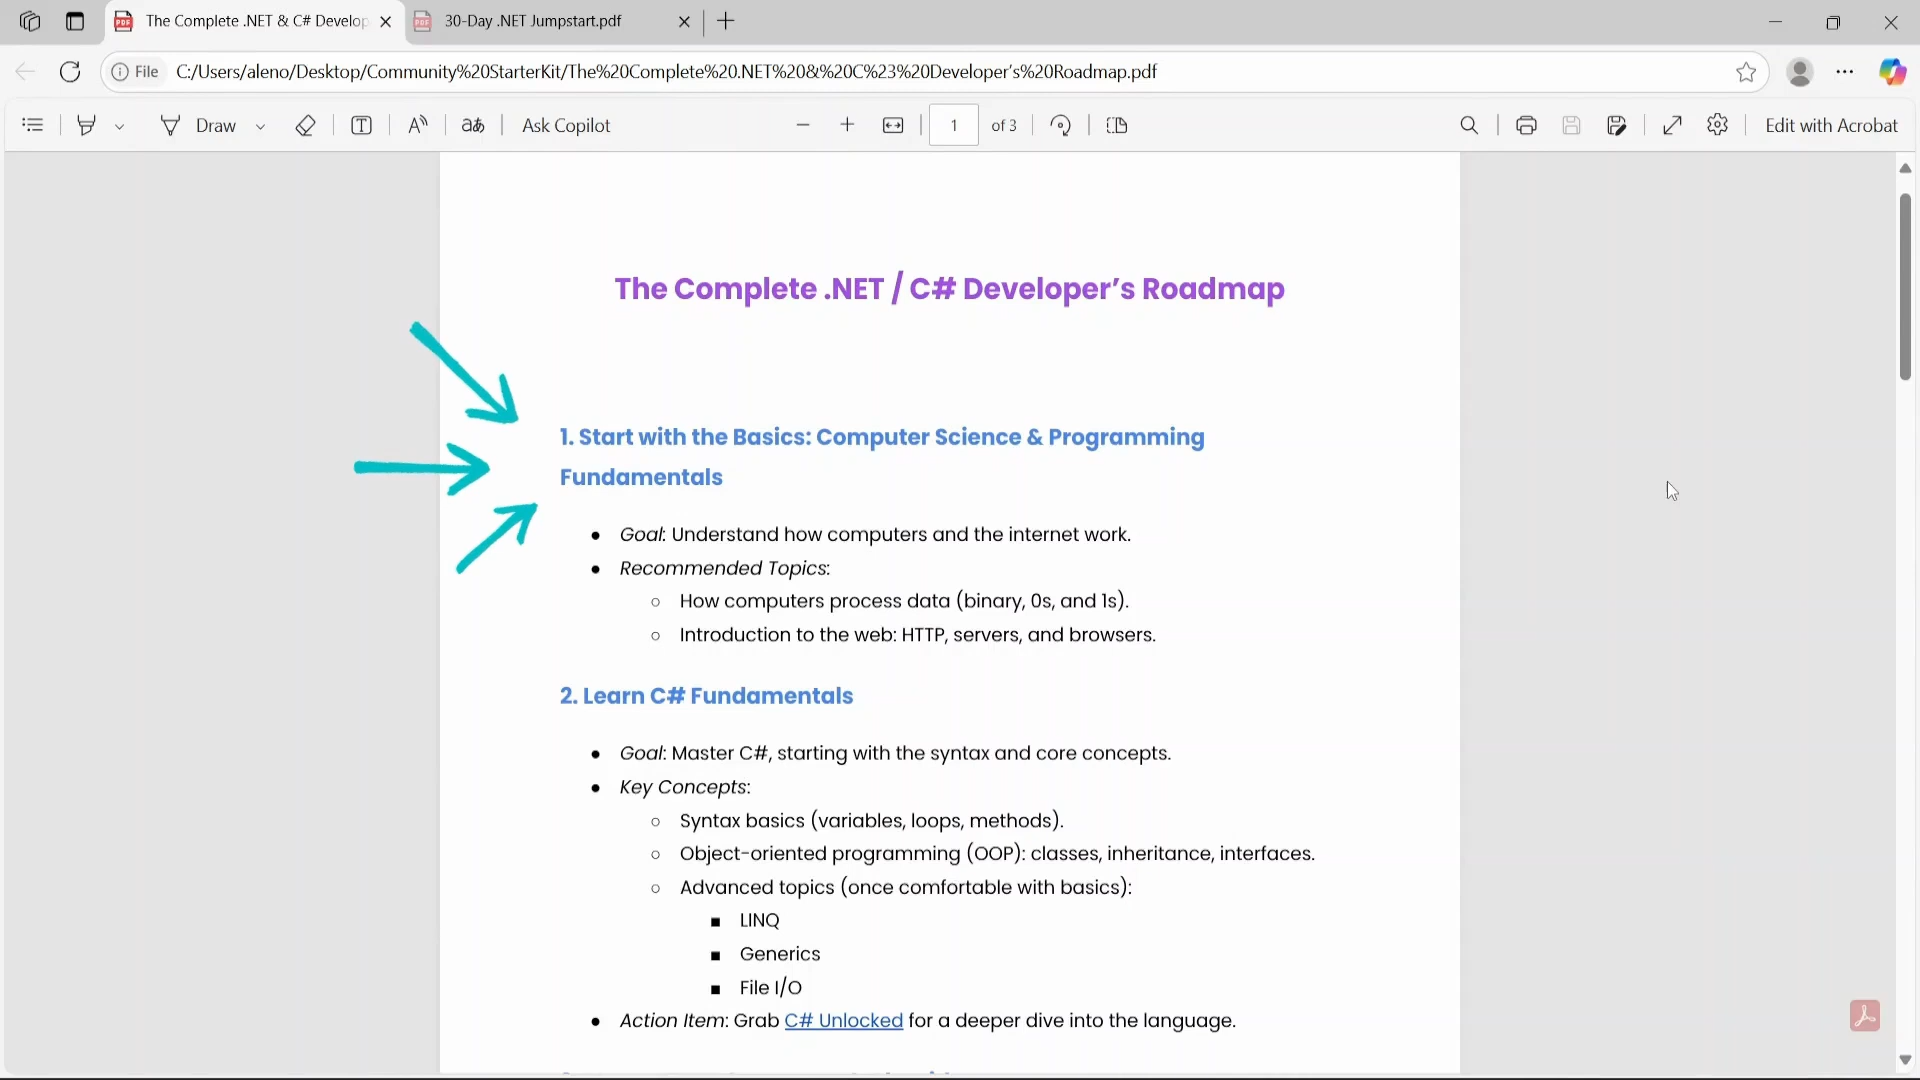 The Complete .NET & C# Develop
30-Day .NET Jumpstart.pdf
File
C:/Users/aleno/Desktop/Community%20StarterKit/The%20Complete%20.NET%20&%20C%23%20Developer's%20Roadmap.pdf
Draw
Ask Copilot
1
of 3
Edit with Acrobat
The Complete .NET / C# Developer’s Roadmap
1. Start with the Basics: Computer Science & Programming
Fundamentals
● Goal: Understand how computers and the internet work.
● Recommended Topics:
○ How computers process data (binary, 0s, and 1s).
○ Introduction to the web: HTTP, servers, and browsers.
2. Learn C# Fundamentals
● Goal: Master C#, starting with the syntax and core concepts.
● Key Concepts:
○ Syntax basics (variables, loops, methods).
○ Object-oriented programming (OOP): classes, inheritance, interfaces.
○ Advanced topics (once comfortable with basics):
■ LINQ
■ Generics
■ File I/O
● Action Item: Grab C# Unlocked for a deeper dive into the language.